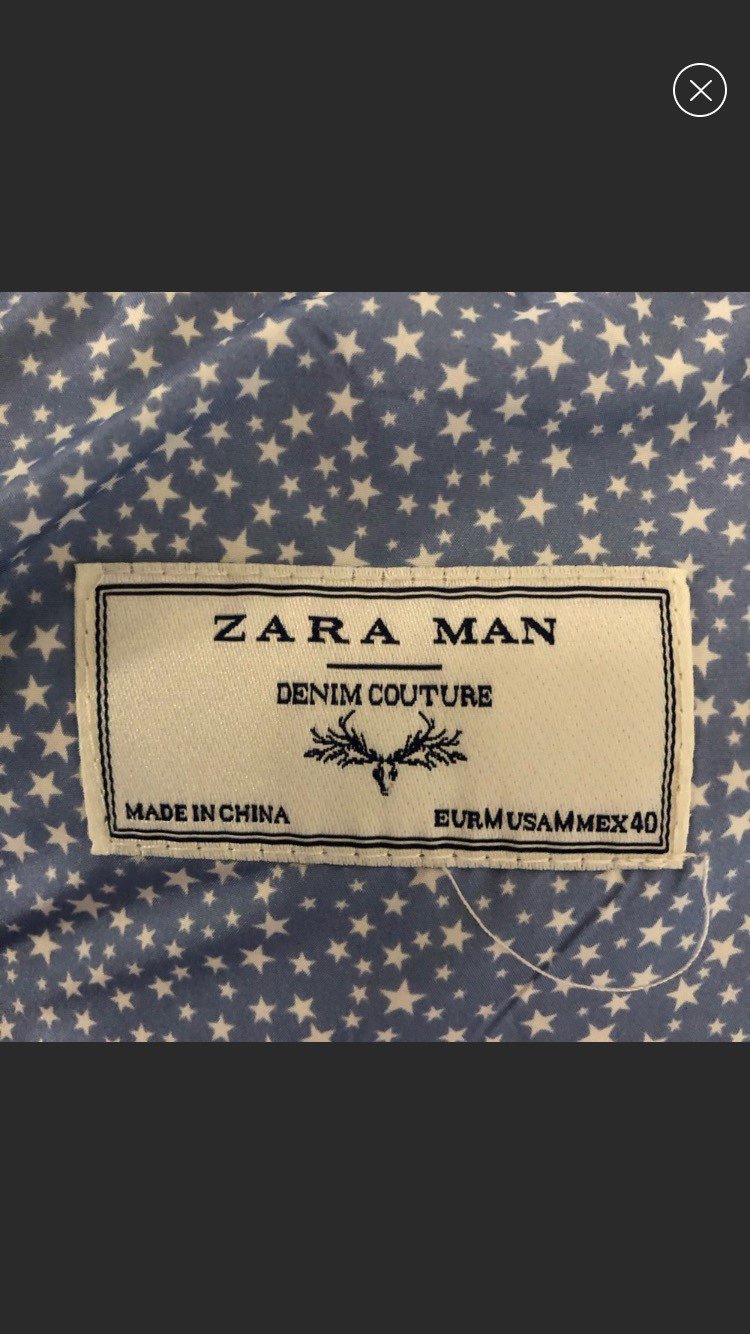 ZARA MAN
DENIM COUTURE
MADE IN CHINA
EUR M USA M MEX 40